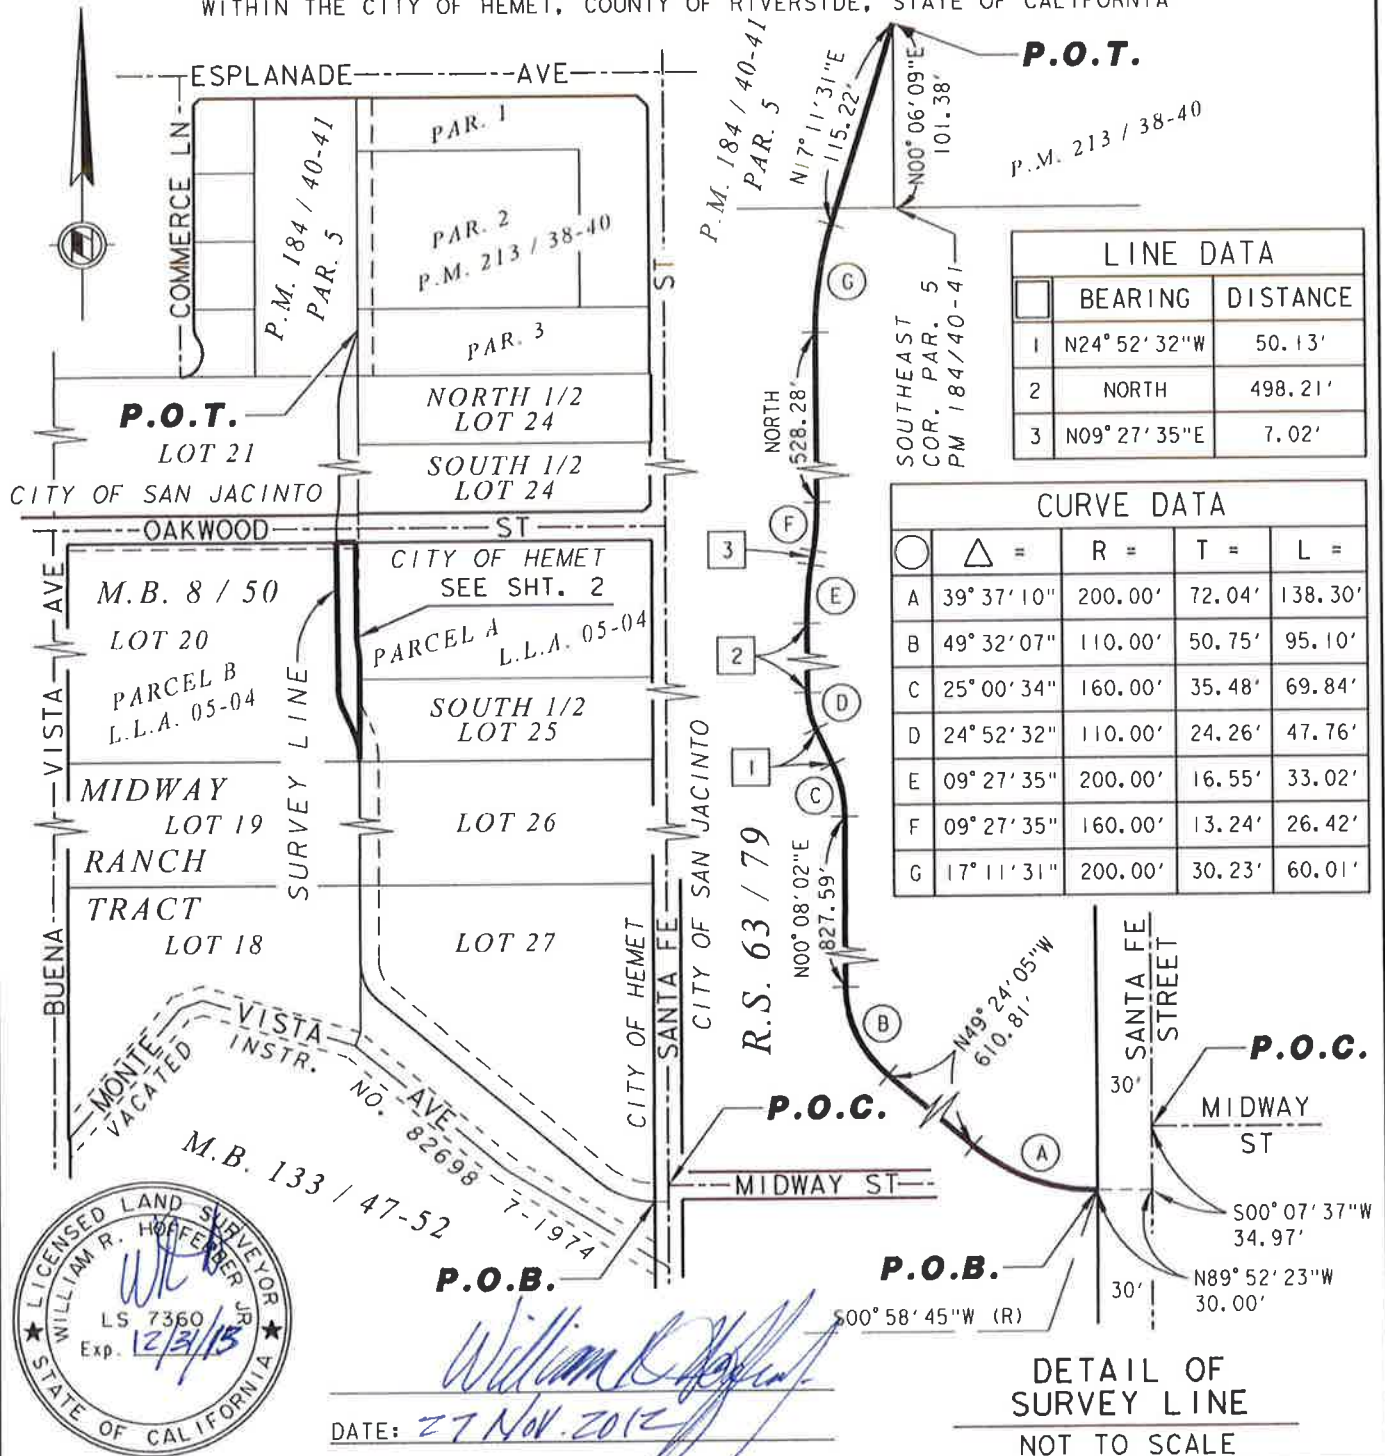 WITHIN THE CITY OF HEMET, COUNTY OF RIVERSIDE, STATE OF CALIFORNIA
ESPLANADE AVE
COMMERCE LN
P.M. 184 / 40-41
PAR. 5
PAR. 1
PAR. 2
P.M. 213 / 38-40
PAR. 3
ST
P.O.T.
LOT 21
NORTH 1/2
LOT 24
SOUTH 1/2
LOT 24
CITY OF SAN JACINTO
OAKWOOD ST
CITY OF HEMET
SEE SHT. 2
M.B. 8 / 50
LOT 20
PARCEL B
L.L.A. 05-04
PARCEL A
L.L.A. 05-04
SURVEY LINE
SOUTH 1/2
LOT 25
MIDWAY
LOT 19
RANCH
LOT 26
TRACT
LOT 18
LOT 27
BUENA VISTA AVE
MONTE VISTA AVE
VACATED INSTR. NO. 82698 7-1974
M.B. 133 / 47-52
CITY OF HEMET
SANTA FE
CITY OF SAN JACINTO
R.S. 63 / 79
P.O.C.
MIDWAY ST
P.O.B.
P.M. 184 / 40-41
PAR. 5
N17°11'31"E
115.22'
P.O.T.
N00°06'09"E
101.38'
P.M. 213 / 38-40
G
SOUTHEAST
COR. PAR. 5
PM 184/40-41
NORTH
528.28'
F
3
E
2
D
1
C
N00°08'02"E
827.59'
B
N49°24'05"W
610.81'
A
LINE DATA
BEARING DISTANCE
1 N24°52'32"W 50.13'
2 NORTH 498.21'
3 N09°27'35"E 7.02'
CURVE DATA
△ = R = T = L =
A 39°37'10" 200.00' 72.04' 138.30'
B 49°32'07" 110.00' 50.75' 95.10'
C 25°00'34" 160.00' 35.48' 69.84'
D 24°52'32" 110.00' 24.26' 47.76'
E 09°27'35" 200.00' 16.55' 33.02'
F 09°27'35" 160.00' 13.24' 26.42'
G 17°11'31" 200.00' 30.23' 60.01'
SANTA FE
STREET
P.O.C.
30'
MIDWAY
ST
S00°07'37"W
34.97'
P.O.B.
30'
N89°52'23"W
30.00'
S00°58'45"W (R)
DETAIL OF
SURVEY LINE
NOT TO SCALE
LICENSED LAND SURVEYOR
WILLIAM R. HOFFERBER JR
LS 7360
Exp. 12/31/13
STATE OF CALIFORNIA
DATE: 27 NOV. 2012